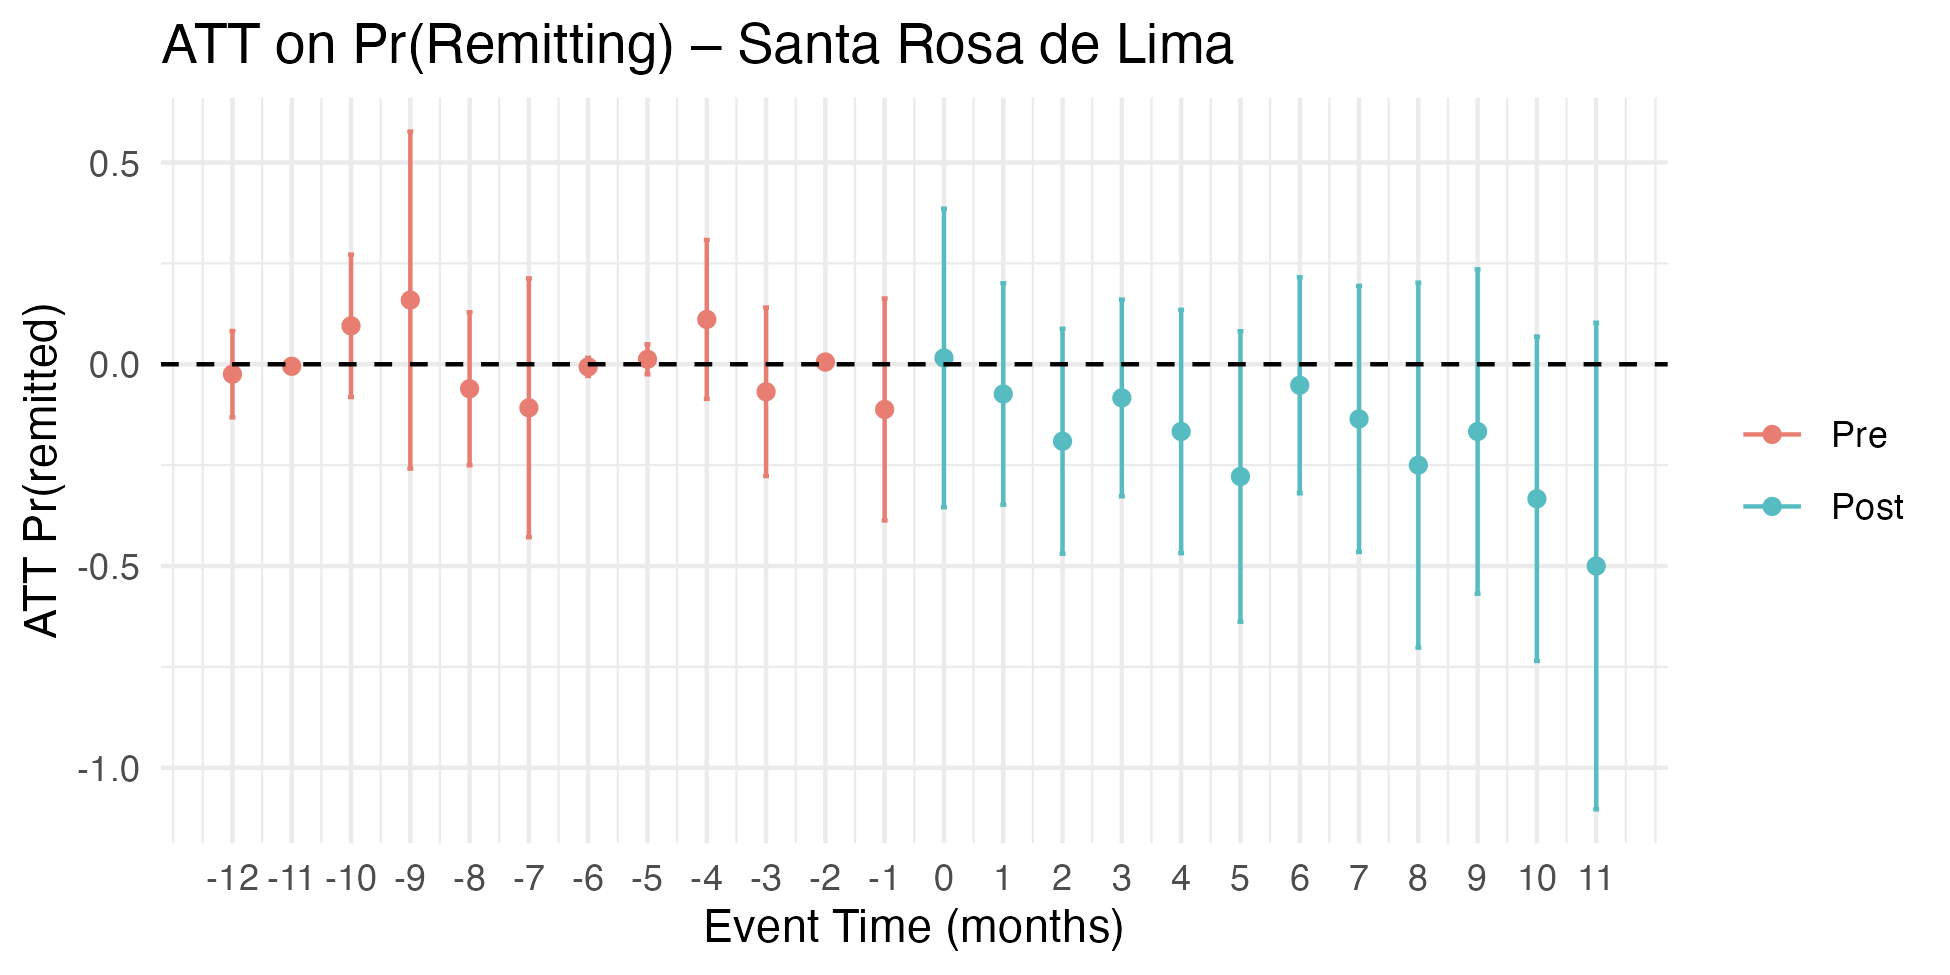 ATT on Pr(Remitting) – Santa Rosa de Lima
ATT Pr(remitted)
0.5
0.0
-0.5
-1.0
-12 -11 -10 -9 -8 -7 -6 -5 -4 -3 -2 -1 0 1 2 3 4 5 6 7 8 9 10 11
Event Time (months)
Pre
Post